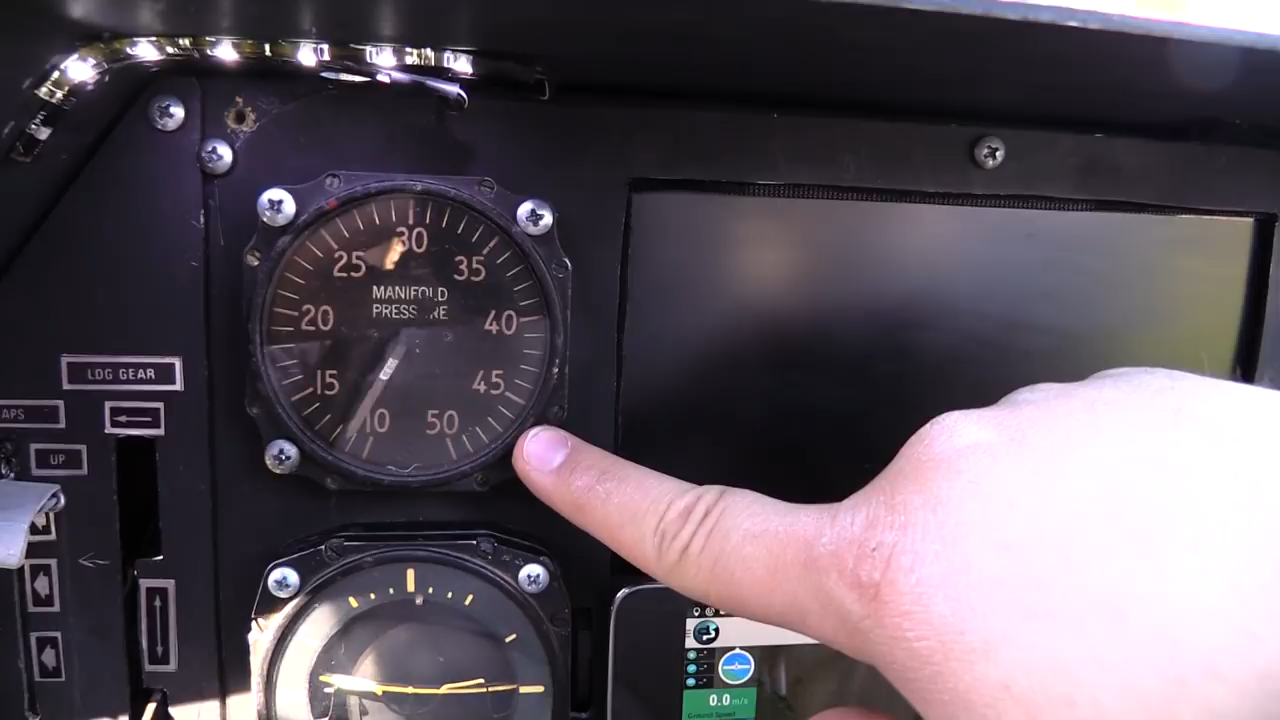 30
25
35
MANIFOLD
PRESSURE
20
40
15
45
10
50
LDG GEAR
APS
UP
0.0 m/s
Ground Speed